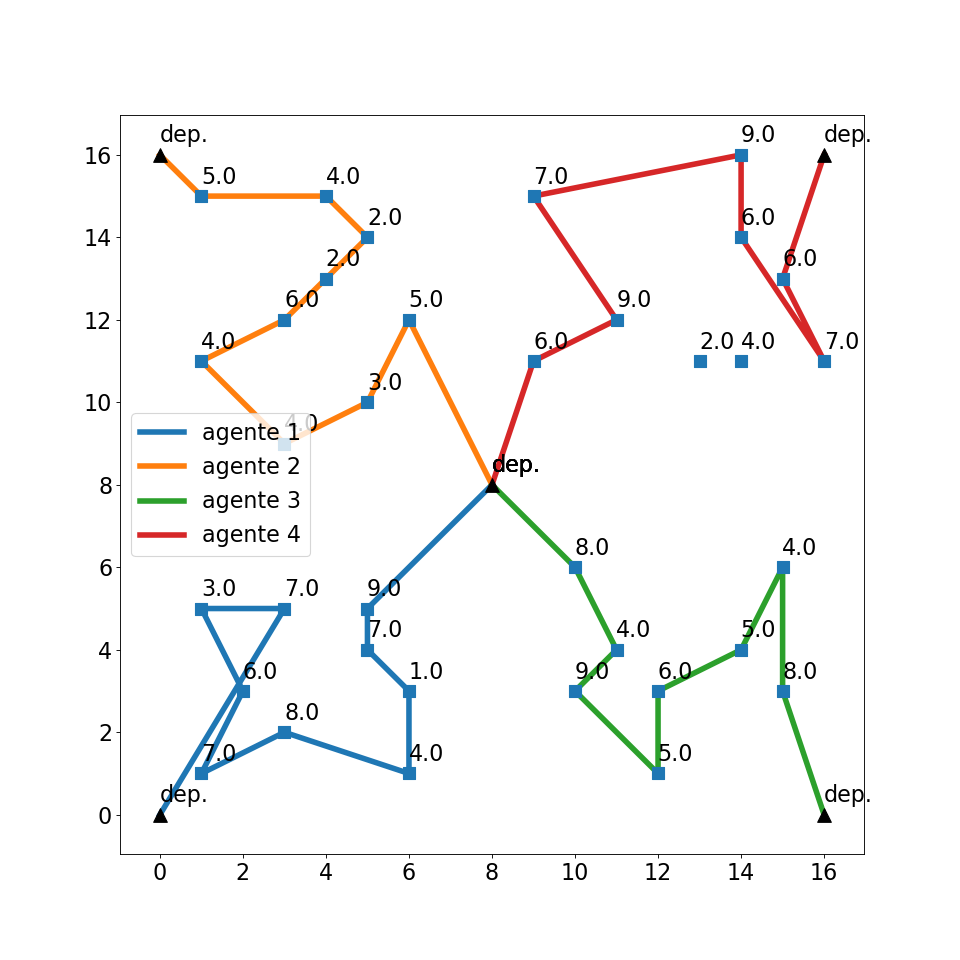 dep. 9.0 dep.
16
5.0 4.0 7.0
2.0 6.0
14
2.0 6.0
6.0 5.0 9.0
12
4.0 6.0 2.0 4.0 7.0
3.0
10
4.0
agente 1
agente 2
dep.
8
agente 3
agente 4
8.0 4.0
6
3.0 7.0 9.0
7.0 4.0 5.0
4
6.0 1.0 9.0 6.0 8.0
8.0
2
7.0 4.0 5.0
dep. dep.
0
0 2 4 6 8 10 12 14 16